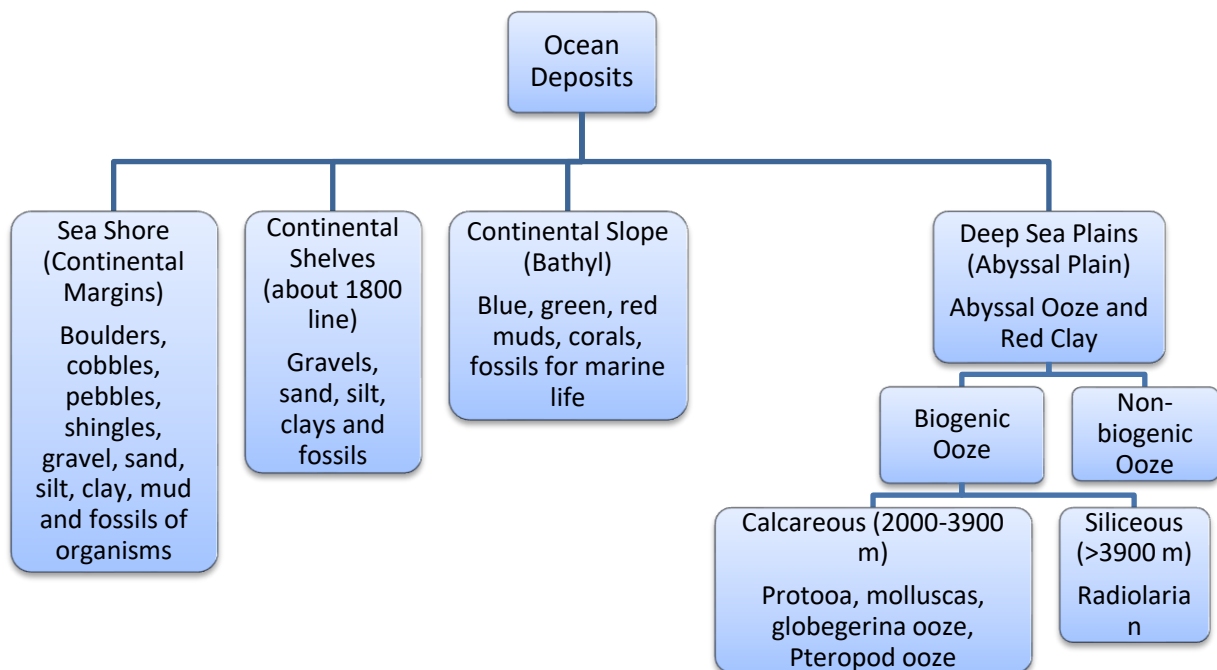 Ocean
Deposits
Sea Shore
(Continental
Margins)
Boulders,
cobbles,
pebbles,
shingles,
gravel, sand,
silt, clay, mud
and fossils of
organisms
Continental
Shelves
(about 1800
line)
Gravels,
sand, silt,
clays and
fossils
Continental Slope
(Bathyl)
Blue, green, red
muds, corals,
fossils for marine
life
Deep Sea Plains
(Abyssal Plain)
Abyssal Ooze and
Red Clay
Biogenic
Ooze
Non-
biogenic
Ooze
Calcareous (2000-3900
m)
Protooa, molluscas,
globegerina ooze,
Pteropod ooze
Siliceous
(>3900 m)
Radiolaria
n